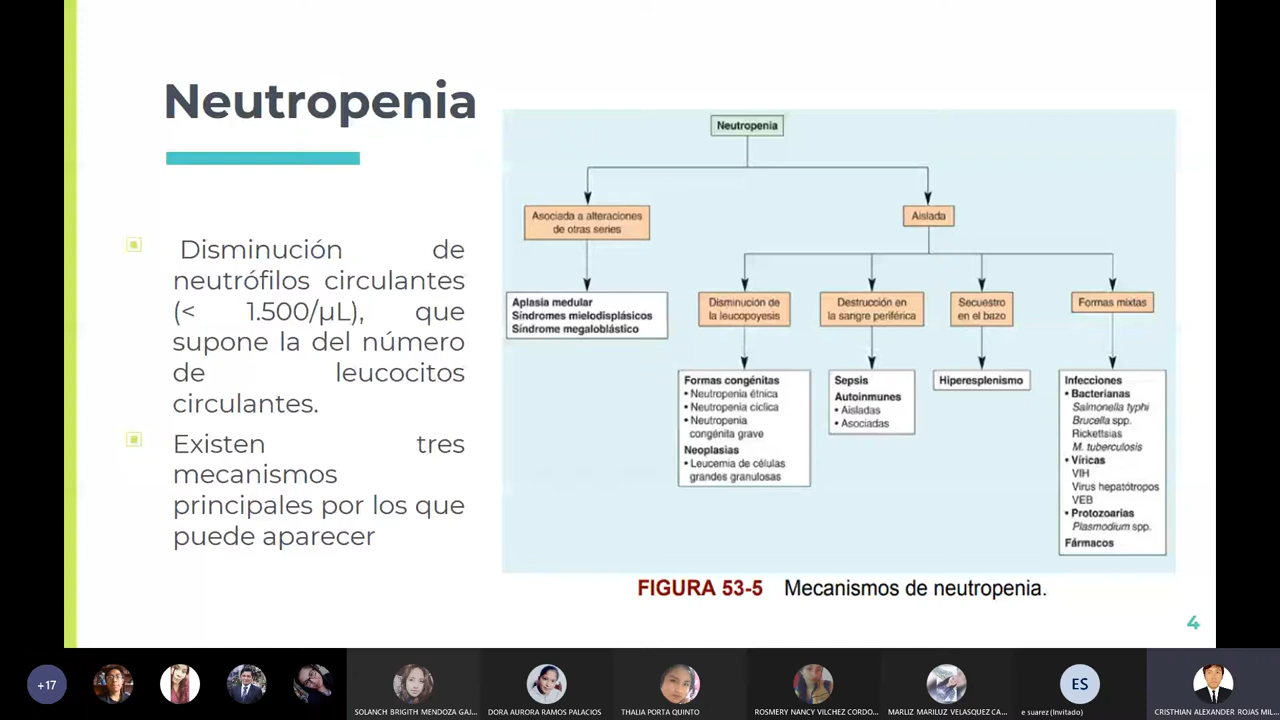 Neutropenia
Disminución de
neutrófilos circulantes
(< 1.500/µL), que
supone la del número
de leucocitos
circulantes.
Existen tres
mecanismos
principales por los que
puede aparecer
Neutropenia
Asociada a alteraciones
de otras series
Aislada
Aplasia medular
Síndromes mielodisplásicos
Síndrome megaloblástico
Disminución de
la leucopoyesis
Destrucción en
la sangre periférica
Secuestro
en el bazo
Formas mixtas
Formas congénitas
• Neutropenia étnica
• Neutropenia cíclica
• Neutropenia
congénita grave
Neoplasias
• Leucemia de células
grandes granulosas
Sepsis
Autoinmunes
• Aisladas
• Asociadas
Hiperesplenismo
Infecciones
• Bacterianas
Salmonella typhi
Brucella spp.
Rickettsias
M. tuberculosis
• Víricas
VIH
Virus hepatótropos
VEB
• Protozoarias
Plasmodium spp.
Fármacos
FIGURA 53-5 Mecanismos de neutropenia.
4
+17
ES
SOLANCH BRIGITH MENDOZA GAJ...
DORA AURORA RAMOS PALACIOS
THALIA PORTA QUINTO
ROSMERY NANCY VILCHEZ CORDO...
MARLIZ MARILUZ VELASQUEZ CA...
e suarez (Invitado)
CRISTHIAN ALEXANDER ROJAS MIL...